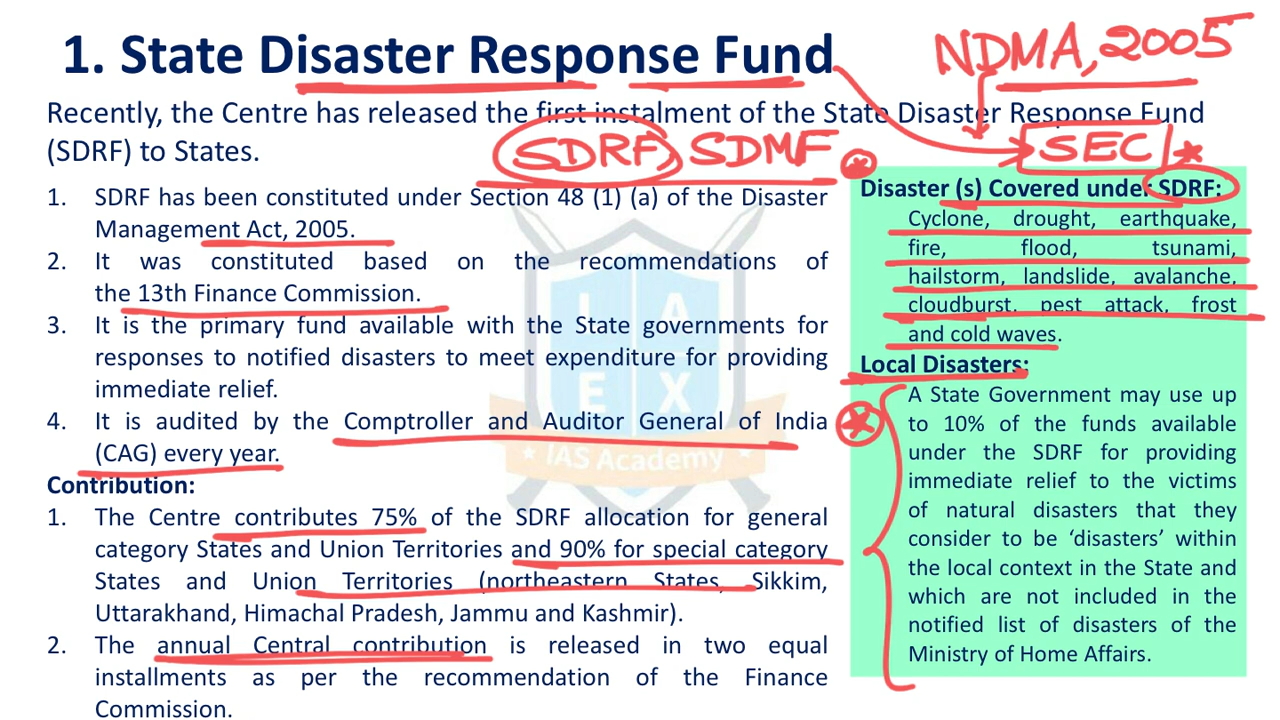 1. State Disaster Response Fund
NDMA, 2005
Recently, the Centre has released the first instalment of the State Disaster Response Fund
(SDRF) to States.
SDRF, SDMF
SEC
1. SDRF has been constituted under Section 48 (1) (a) of the Disaster
Management Act, 2005.
2. It was constituted based on the recommendations of
the 13th Finance Commission.
3. It is the primary fund available with the State governments for
responses to notified disasters to meet expenditure for providing
immediate relief.
4. It is audited by the Comptroller and Auditor General of India
(CAG) every year.
Contribution:
1. The Centre contributes 75% of the SDRF allocation for general
category States and Union Territories and 90% for special category
States and Union Territories (northeastern States, Sikkim,
Uttarakhand, Himachal Pradesh, Jammu and Kashmir).
2. The annual Central contribution is released in two equal
installments as per the recommendation of the Finance
Commission.
Disaster (s) Covered under SDRF:
Cyclone, drought, earthquake,
fire, flood, tsunami,
hailstorm, landslide, avalanche,
cloudburst, pest attack, frost
and cold waves.
Local Disasters:
A State Government may use up
to 10% of the funds available
under the SDRF for providing
immediate relief to the victims
of natural disasters that they
consider to be ‘disasters’ within
the local context in the State and
which are not included in the
notified list of disasters of the
Ministry of Home Affairs.
I A
E X
IAS Academy